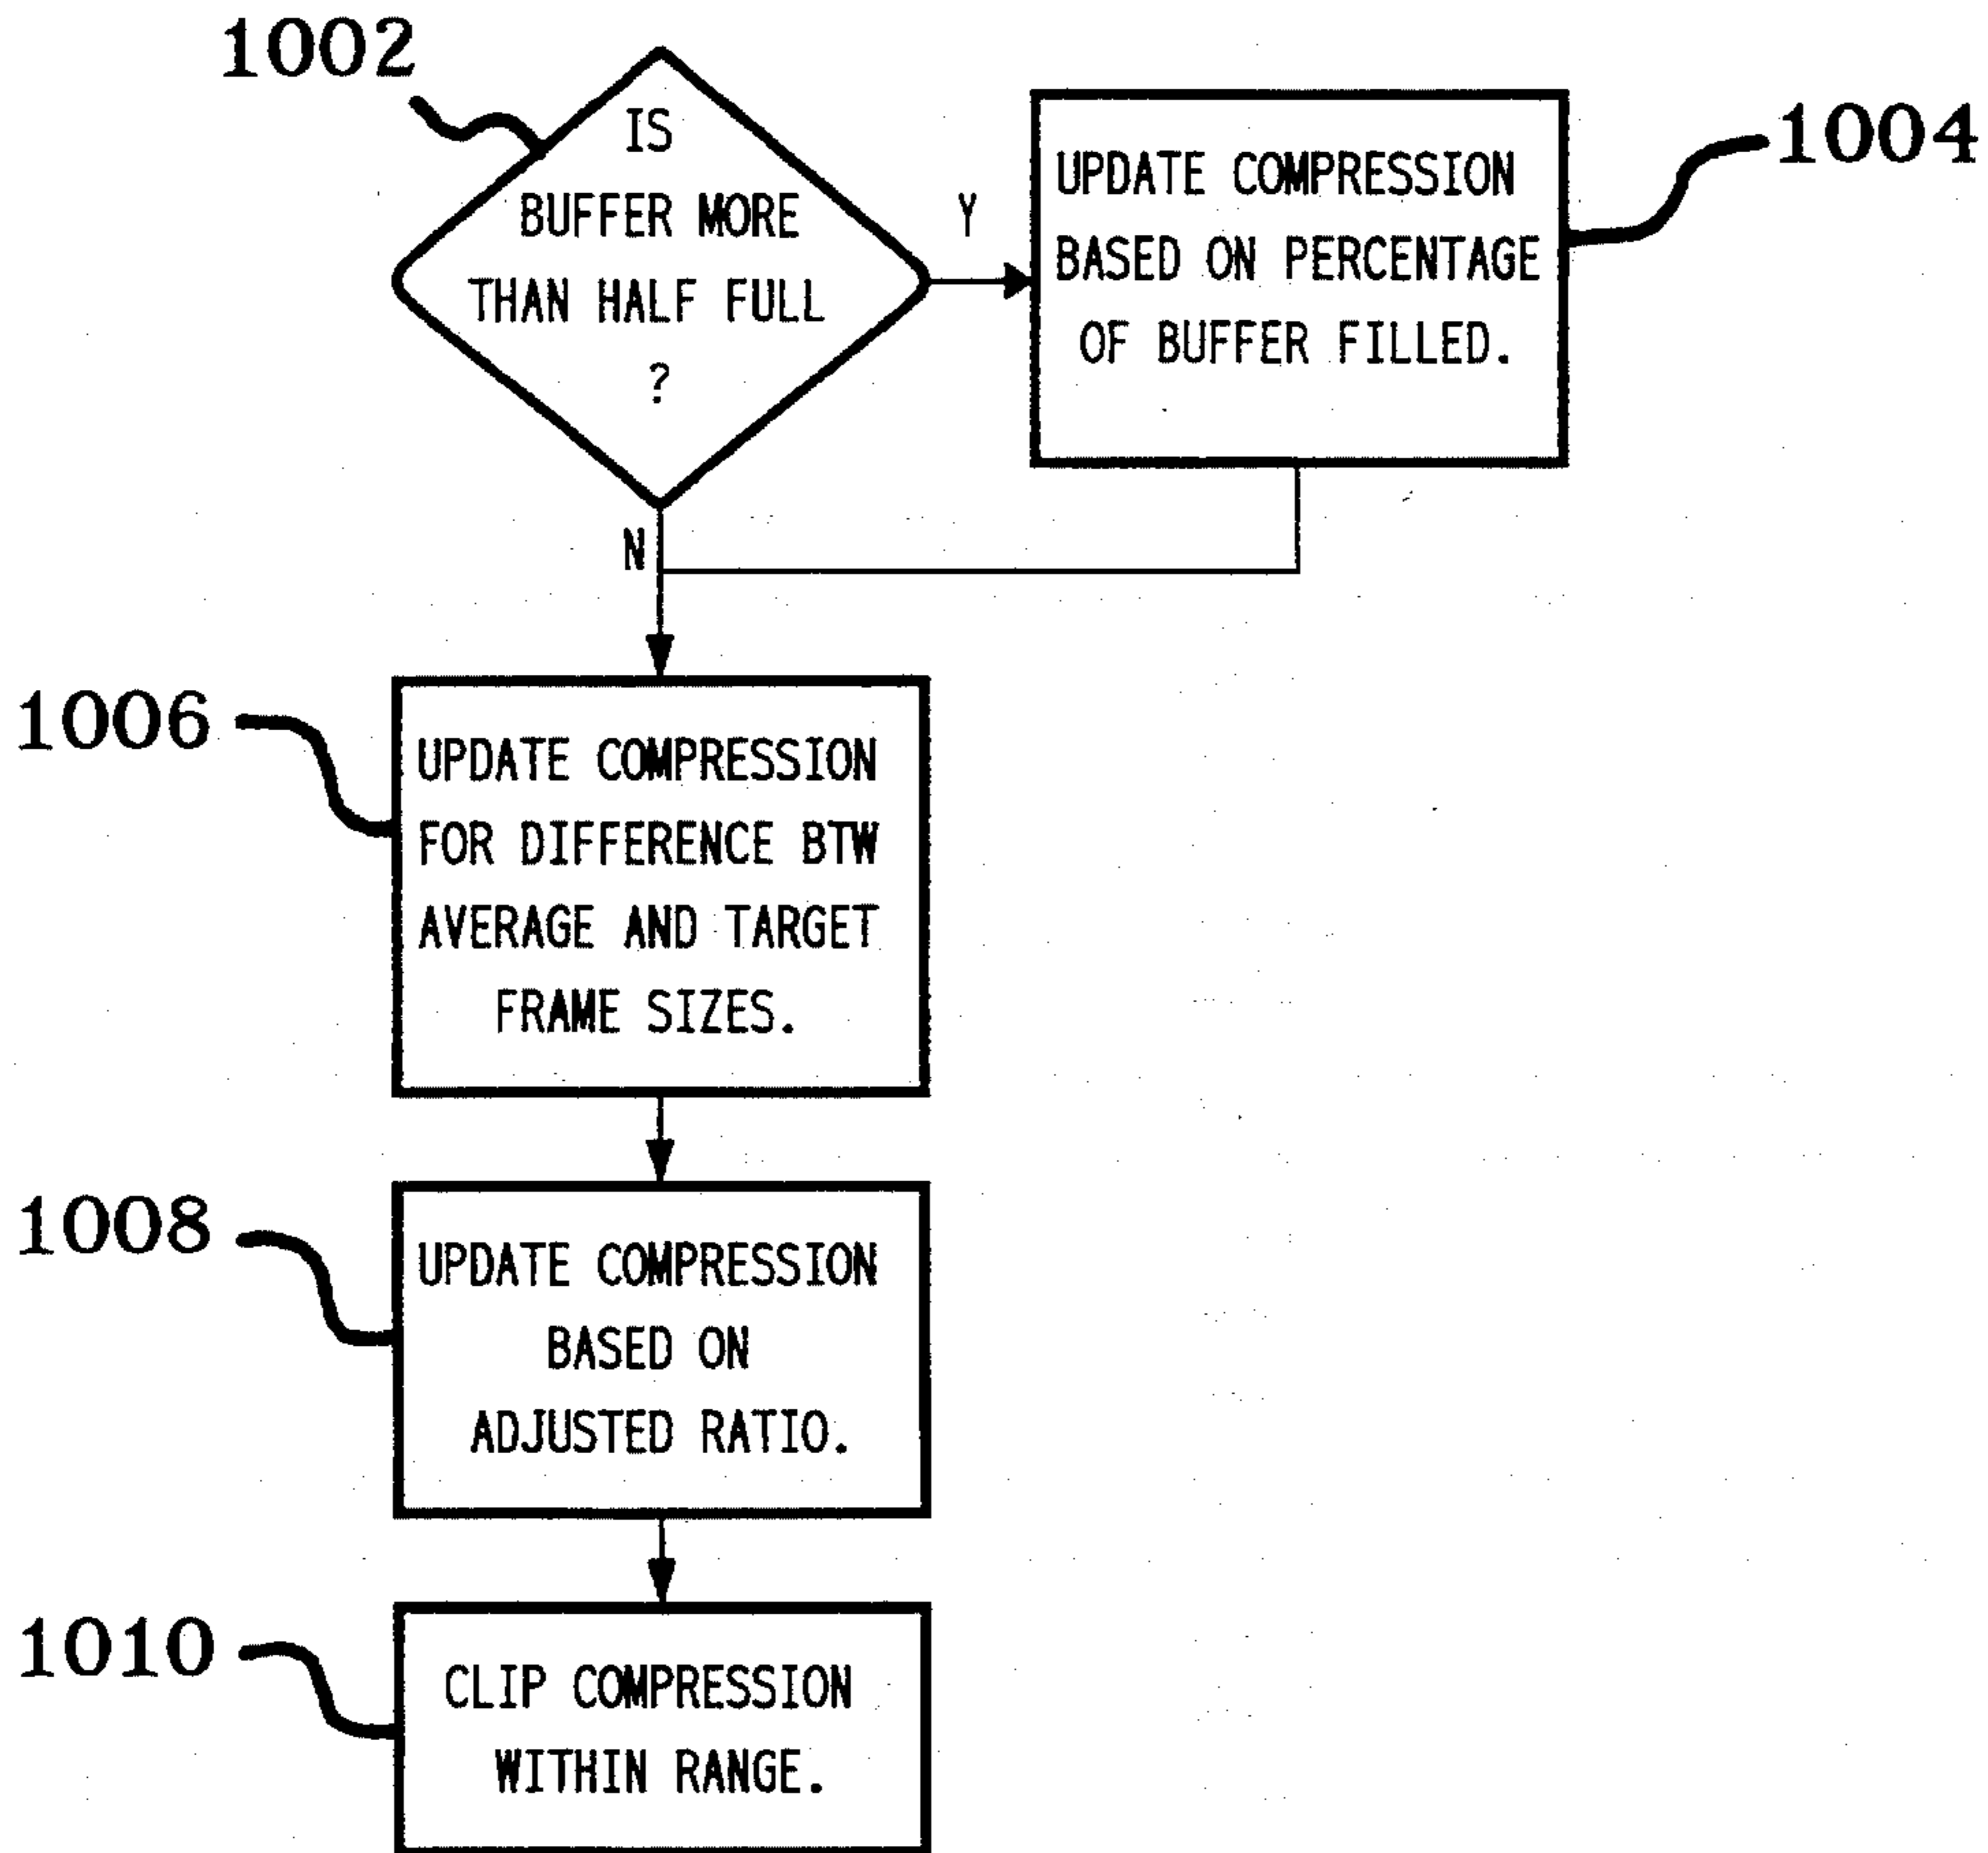 1002
IS
BUFFER MORE
THAN HALF FULL
?
Y
UPDATE COMPRESSION
BASED ON PERCENTAGE
OF BUFFER FILLED.
1004
N
1006
UPDATE COMPRESSION
FOR DIFFERENCE BTW
AVERAGE AND TARGET
FRAME SIZES.
1008
UPDATE COMPRESSION
BASED ON
ADJUSTED RATIO.
1010
CLIP COMPRESSION
WITHIN RANGE.